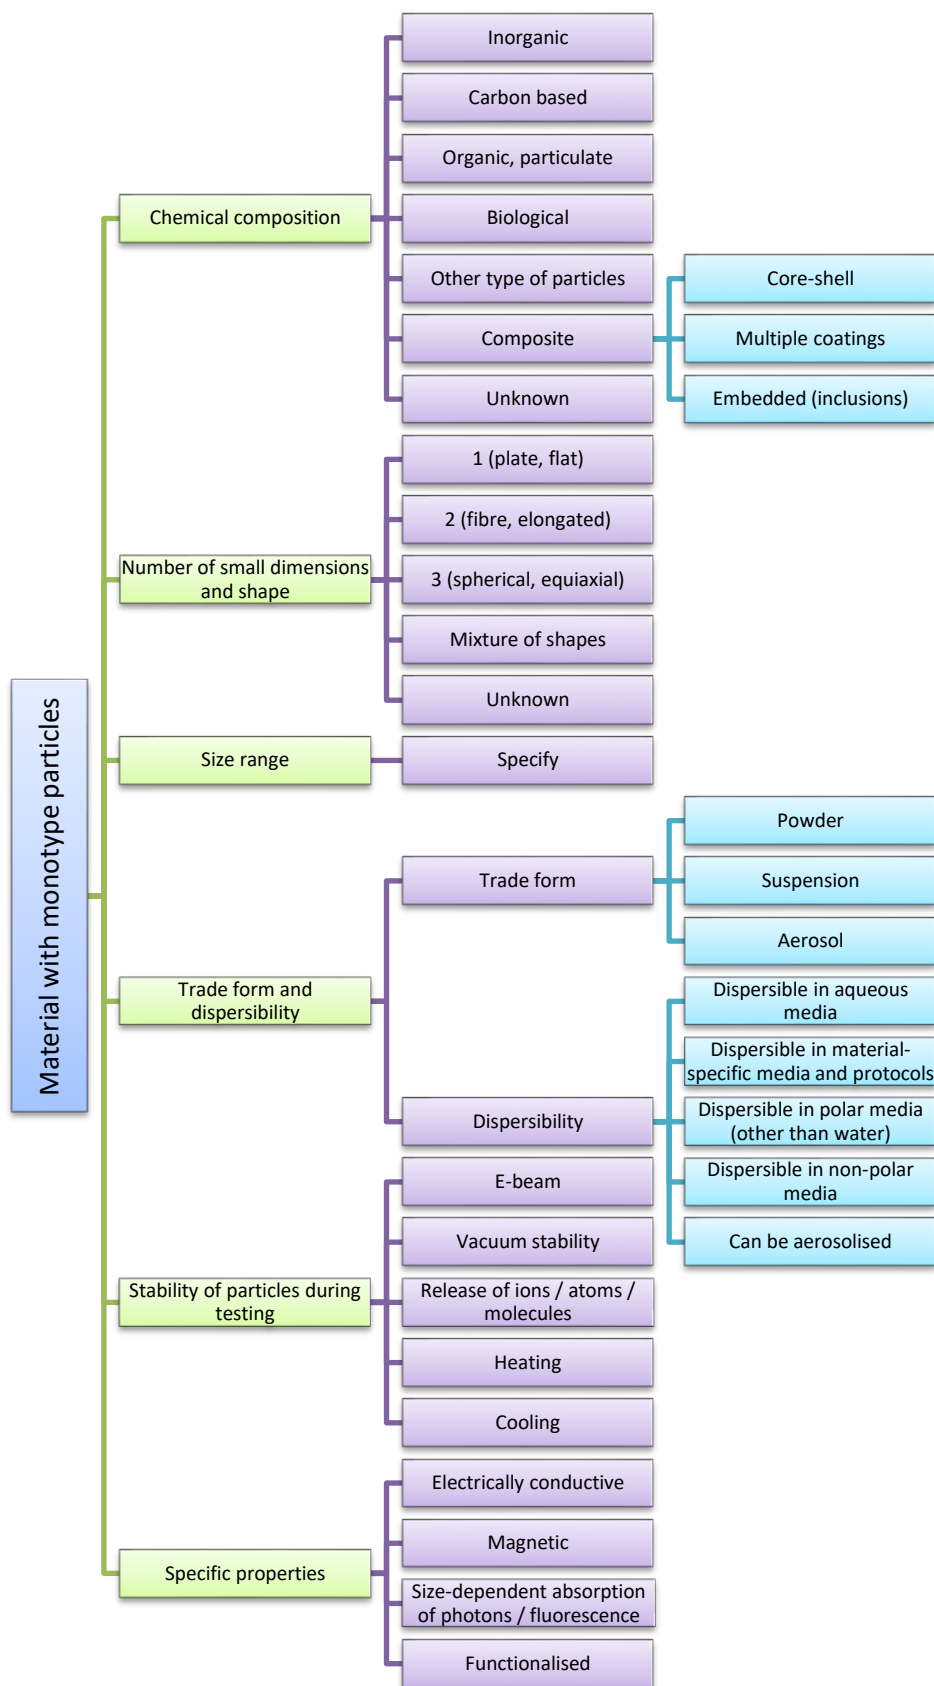 Material with monotype particles
Chemical composition
Inorganic
Carbon based
Organic, particulate
Biological
Other type of particles
Composite
Core-shell
Multiple coatings
Embedded (inclusions)
Unknown
Number of small dimensions
and shape
1 (plate, flat)
2 (fibre, elongated)
3 (spherical, equiaxial)
Mixture of shapes
Unknown
Size range
Specify
Trade form and
dispersibility
Trade form
Powder
Suspension
Aerosol
Dispersibility
Dispersible in aqueous
media
Dispersible in material-
specific media and protocols
Dispersible in polar media
(other than water)
Dispersible in non-polar
media
Can be aerosolised
Stability of particles during
testing
E-beam
Vacuum stability
Release of ions / atoms /
molecules
Heating
Cooling
Specific properties
Electrically conductive
Magnetic
Size-dependent absorption
of photons / fluorescence
Functionalised